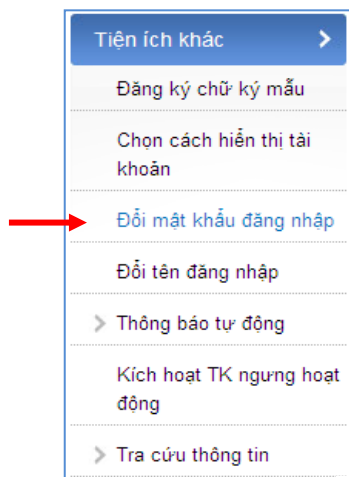 Tiện ích khác
Đăng ký chữ ký mẫu
Chọn cách hiển thị tài
khoản
Đổi mật khẩu đăng nhập
Đổi tên đăng nhập
Thông báo tự động
Kích hoạt TK ngưng hoạt
động
Tra cứu thông tin